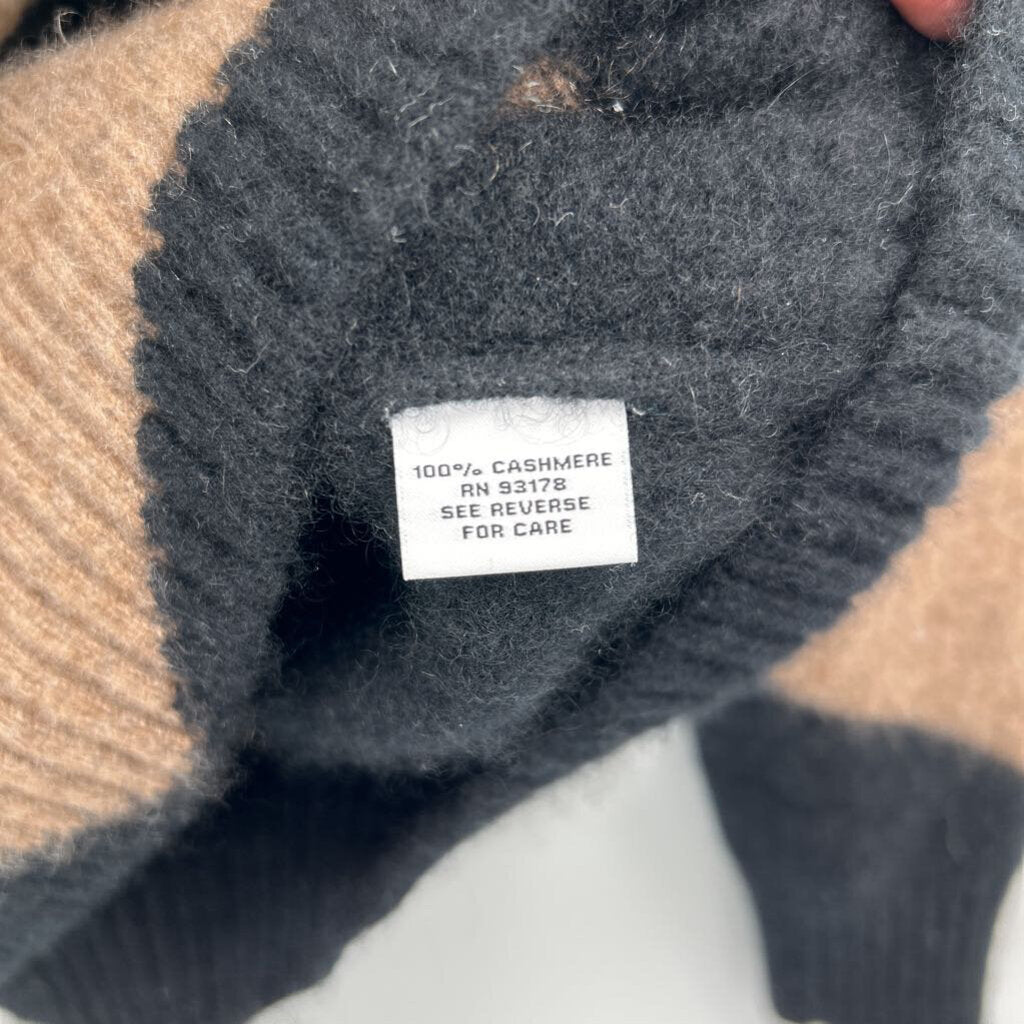 100% CASHMERE
RN 93178
SEE REVERSE
FOR CARE